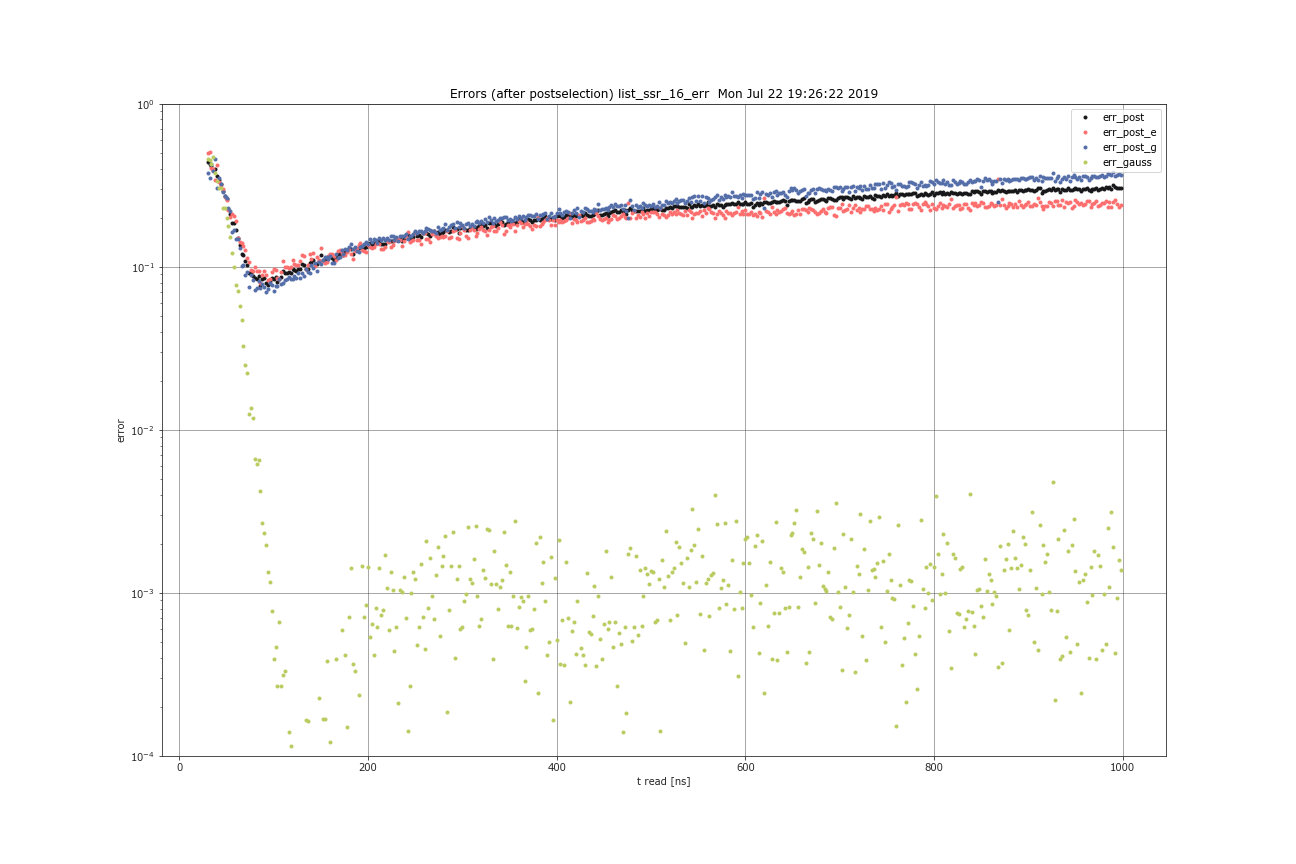 Errors (after postselection) list_ssr_16_err  Mon Jul 22 19:26:22 2019
10⁰
err_post
err_post_e
err_post_g
err_gauss
10⁻¹
10⁻²
error
10⁻³
10⁻⁴
0 200 400 600 800 1000
t read [ns]